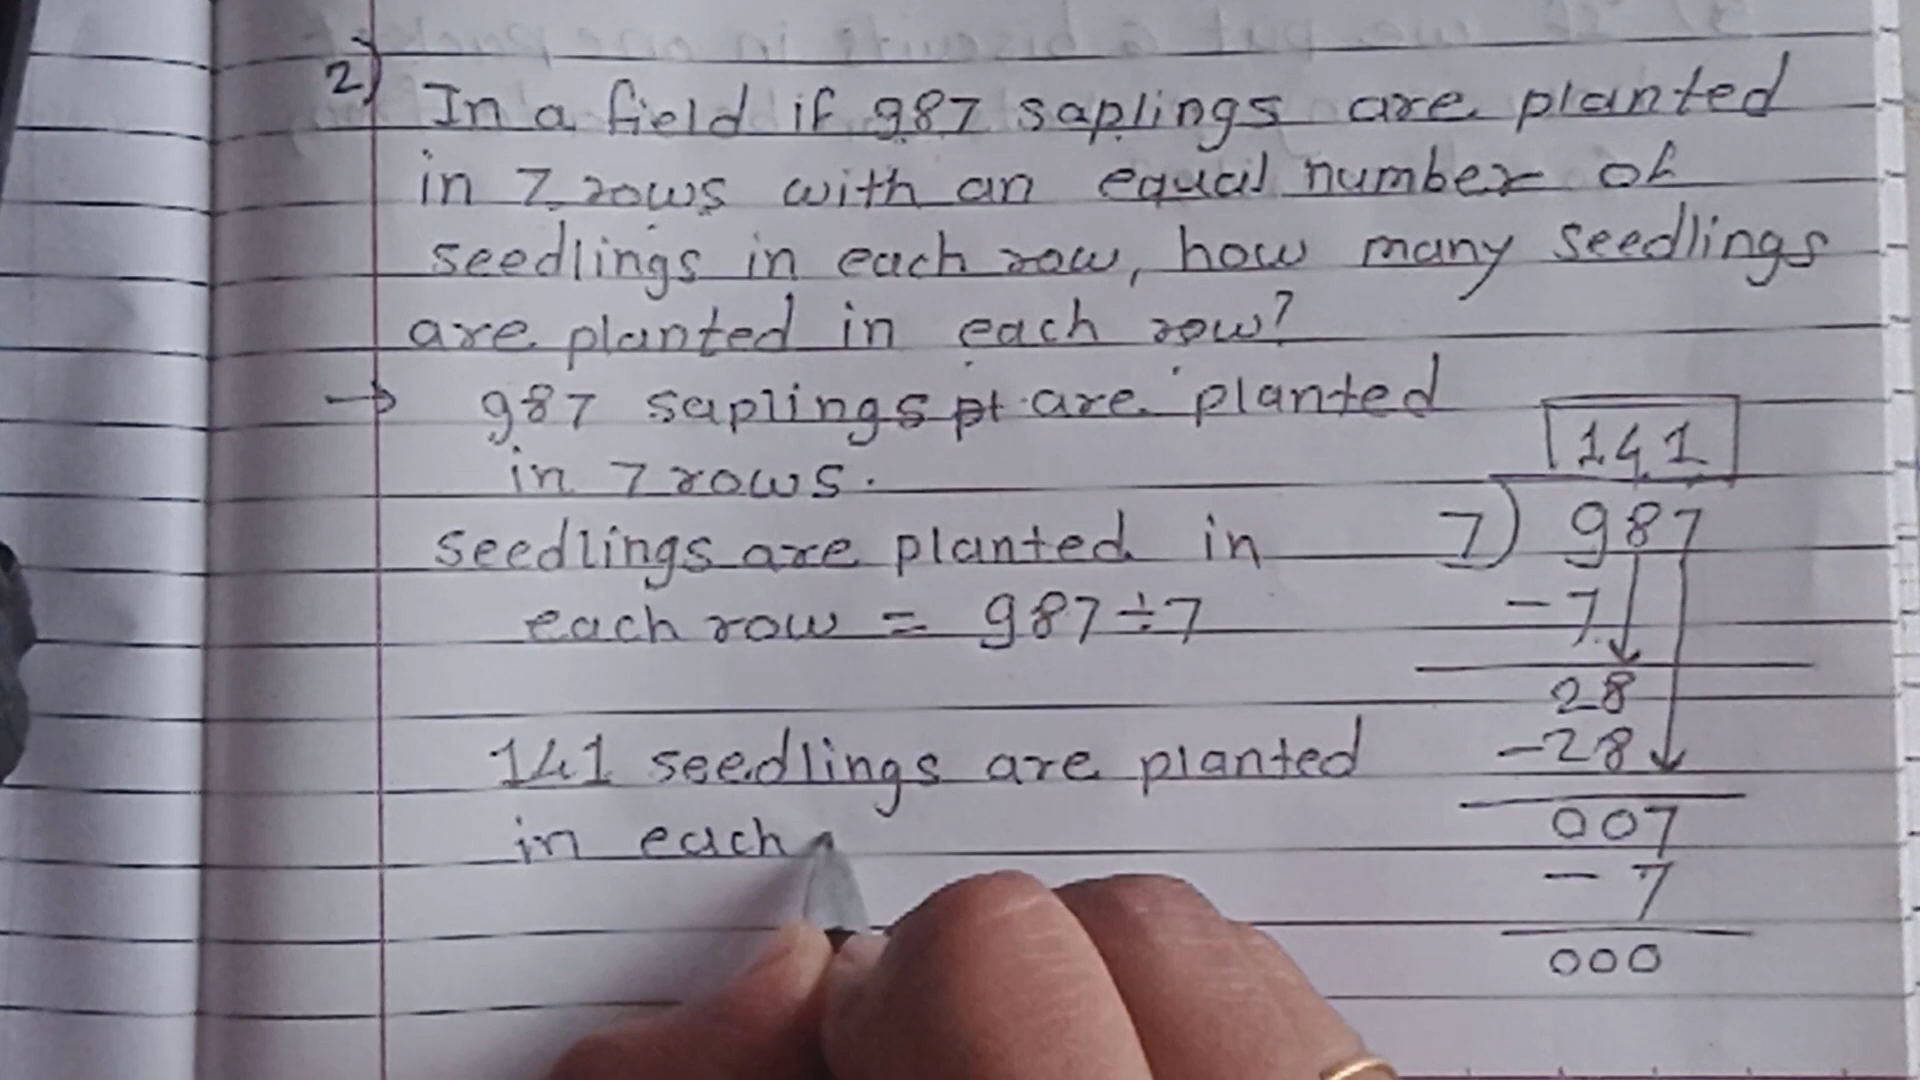 2) In a field if 987 saplings are planted
in 7 rows with an equal number of
seedlings in each row, how many seedlings
are planted in each row?
→ 987 saplings are planted
in 7 rows.
seedlings are planted in
each row = 987÷7
141 seedlings are planted
in each
141
7) 987
-7
28
-28
007
- 7
000